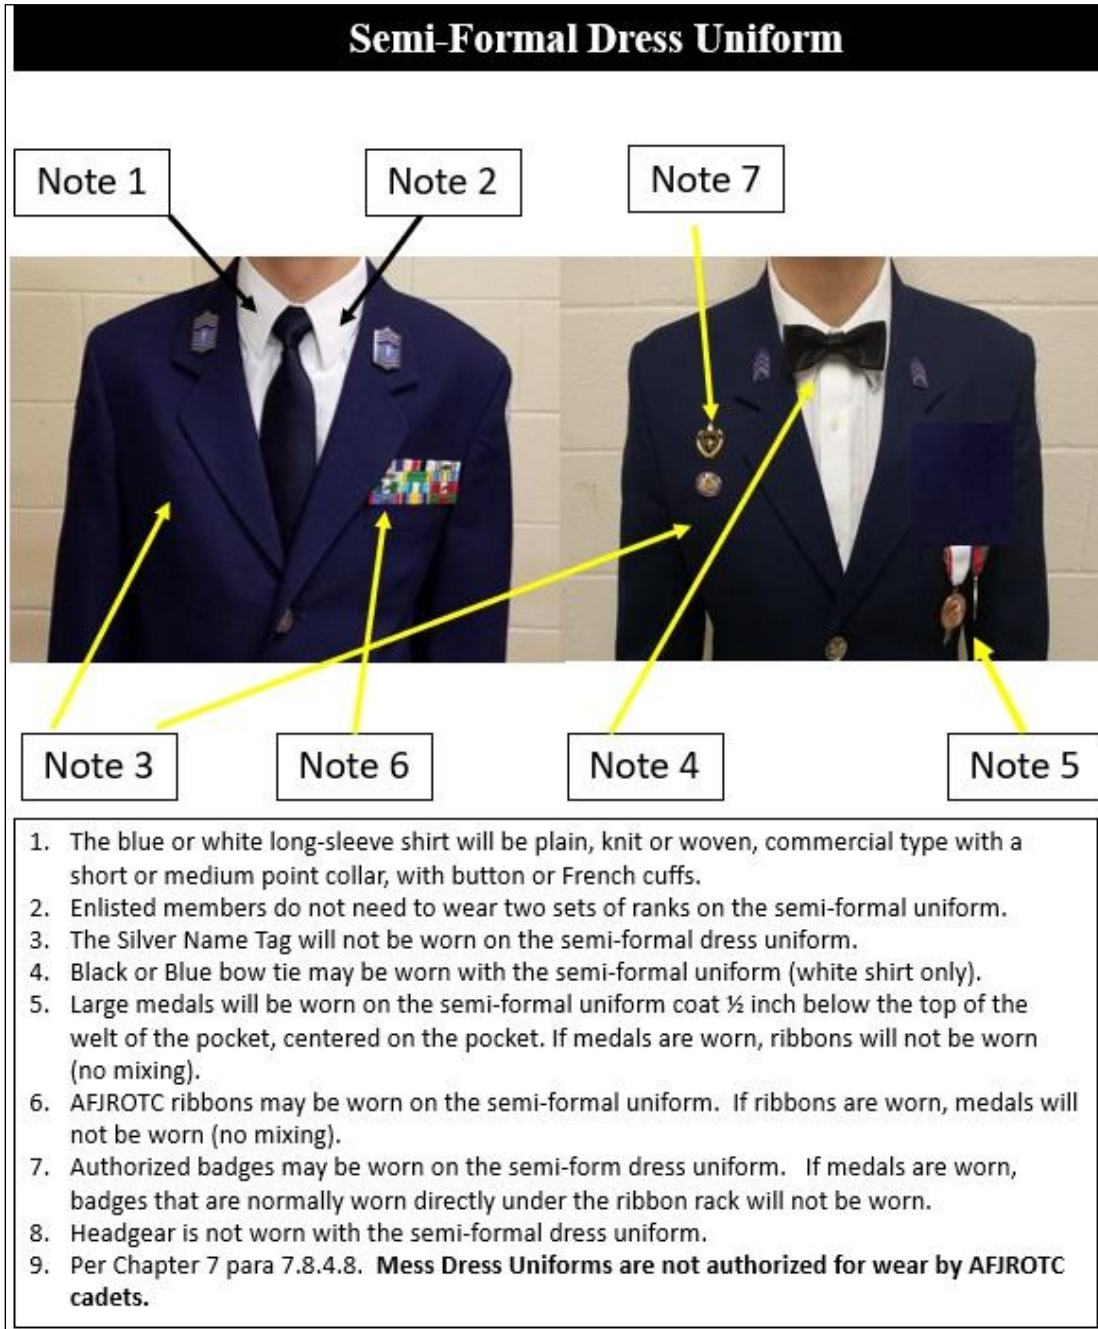 Semi-Formal Dress Uniform
Note 1
Note 2
Note 7
Note 3
Note 6
Note 4
Note 5
1. The blue or white long-sleeve shirt will be plain, knit or woven, commercial type with a
short or medium point collar, with button or French cuffs.
2. Enlisted members do not need to wear two sets of ranks on the semi-formal uniform.
3. The Silver Name Tag will not be worn on the semi-formal dress uniform.
4. Black or Blue bow tie may be worn with the semi-formal uniform (white shirt only).
5. Large medals will be worn on the semi-formal uniform coat ½ inch below the top of the
welt of the pocket, centered on the pocket. If medals are worn, ribbons will not be worn
(no mixing).
6. AFJROTC ribbons may be worn on the semi-formal uniform. If ribbons are worn, medals will
not be worn (no mixing).
7. Authorized badges may be worn on the semi-form dress uniform. If medals are worn,
badges that are normally worn directly under the ribbon rack will not be worn.
8. Headgear is not worn with the semi-formal dress uniform.
9. Per Chapter 7 para 7.8.4.8. Mess Dress Uniforms are not authorized for wear by AFJROTC
cadets.